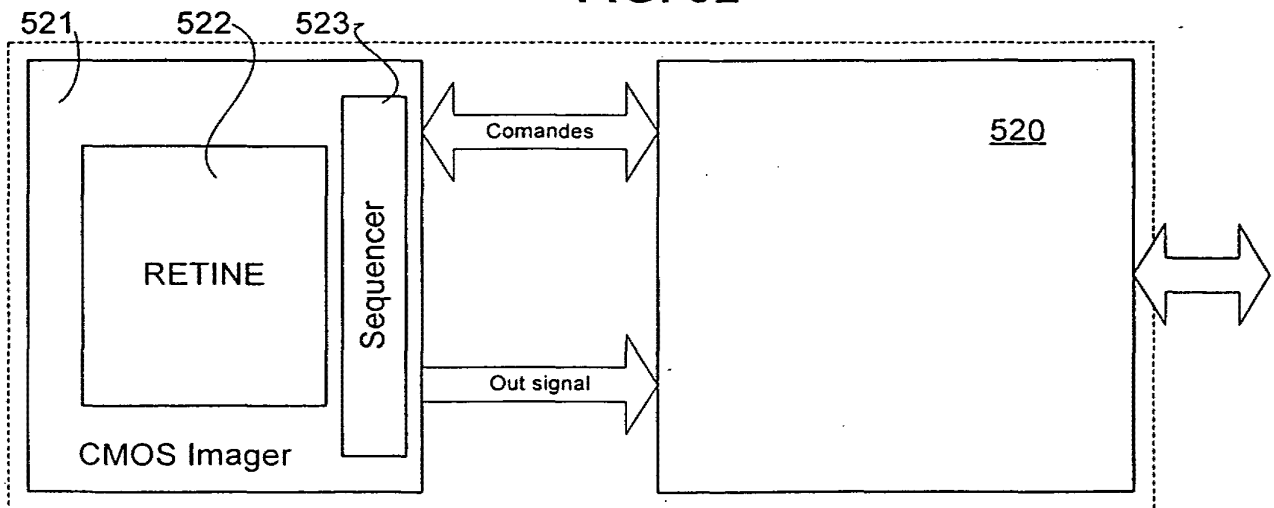 521
522
523
Comandes
520
RETINE
Sequencer
Out signal
CMOS Imager